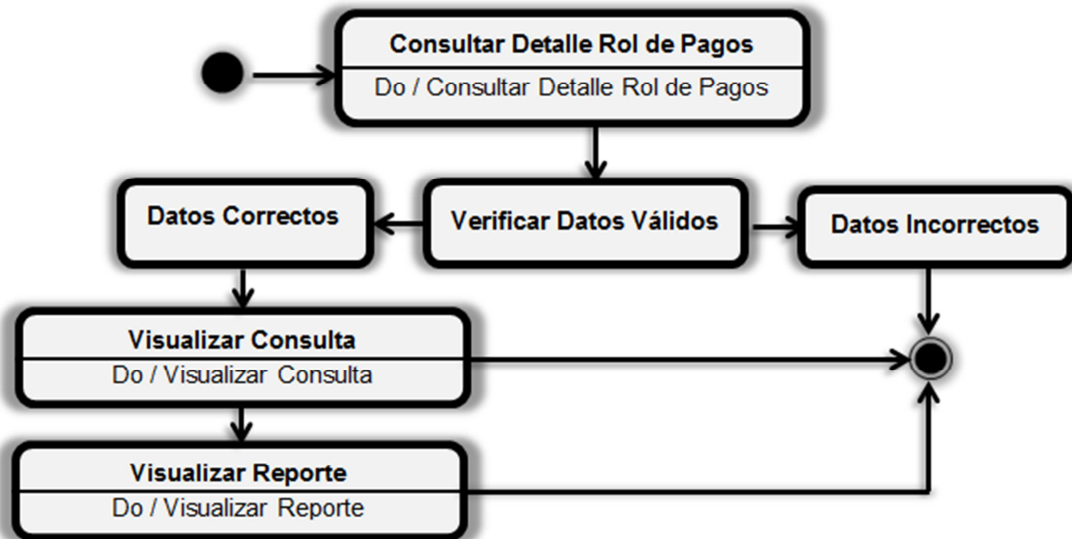 Consultar Detalle Rol de Pagos
Do / Consultar Detalle Rol de Pagos
Datos Correctos
Verificar Datos Válidos
Datos Incorrectos
Visualizar Consulta
Do / Visualizar Consulta
Visualizar Reporte
Do / Visualizar Reporte